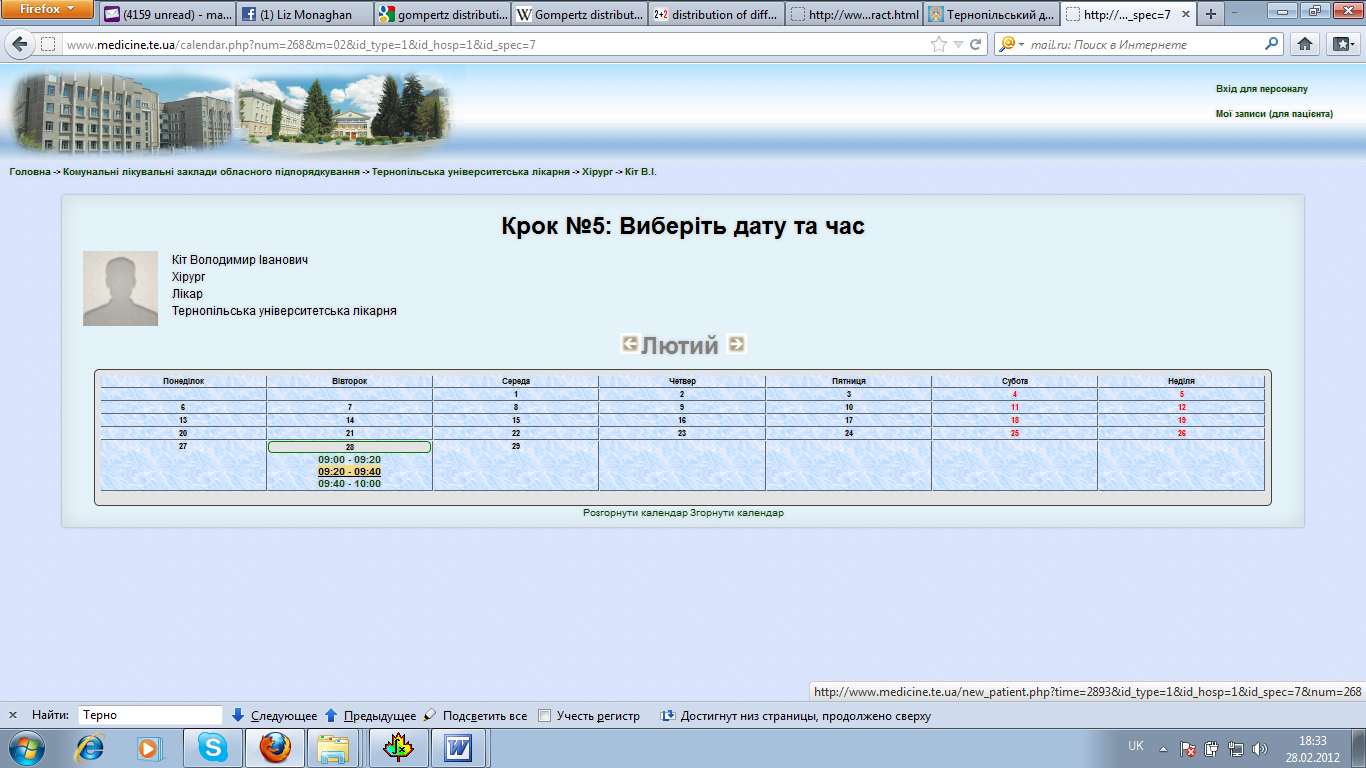 Firefox
(4159 unread) - ma...
(1) Liz Monaghan
gompertz distributi...
Gompertz distribut...
2+2 distribution of diff...
http://ww...ract.html
Тернопільський д...
http://..._spec=7
www.medicine.te.ua/calendar.php?num=268&m=02&id_type=1&id_hosp=1&id_spec=7
mail.ru: Поиск в Интернете
Вхід для персоналу
Мої записи (для пацієнта)
Головна -> Комунальні лікувальні заклади обласного підпорядкування -> Тернопільська університетська лікарня -> Хірург -> Кіт В.І.
Крок №5: Виберіть дату та час
Кіт Володимир Іванович
Хірург
Лікар
Тернопільська університетська лікарня
Лютий
Понеділок Вівторок Середа Четвер Пятниця Субота Неділя
1 2 3 4 5
6 7 8 9 10 11 12
13 14 15 16 17 18 19
20 21 22 23 24 25 26
27 28 29
09:00 - 09:20
09:20 - 09:40
09:40 - 10:00
Розгорнути календар Згорнути календар
http://www.medicine.te.ua/new_patient.php?time=2893&id_type=1&id_hosp=1&id_spec=7&num=268
Найти: Терно Следующее Предыдущее Подсветить все Учесть регистр Достигнут низ страницы, продолжено сверху
UK
18:33
28.02.2012